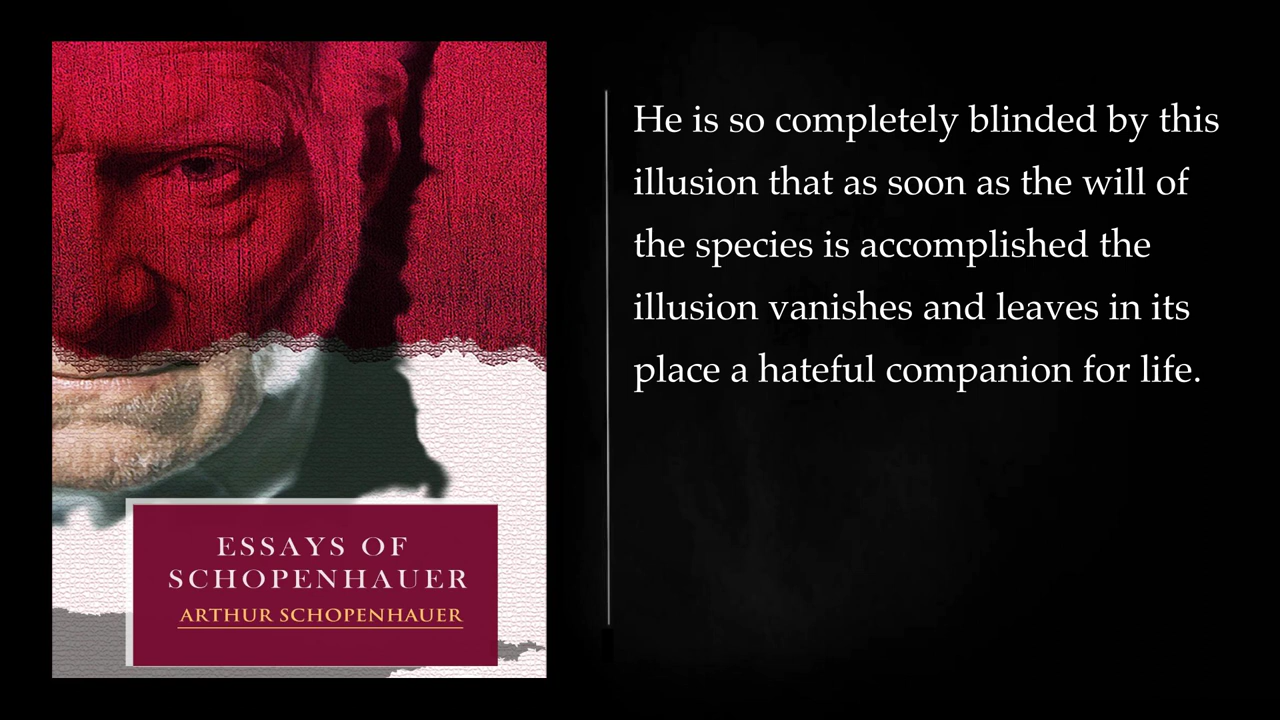 ESSAYS OF
SCHOPENHAUER
ARTHUR SCHOPENHAUER
He is so completely blinded by this
illusion that as soon as the will of
the species is accomplished the
illusion vanishes and leaves in its
place a hateful companion for life.